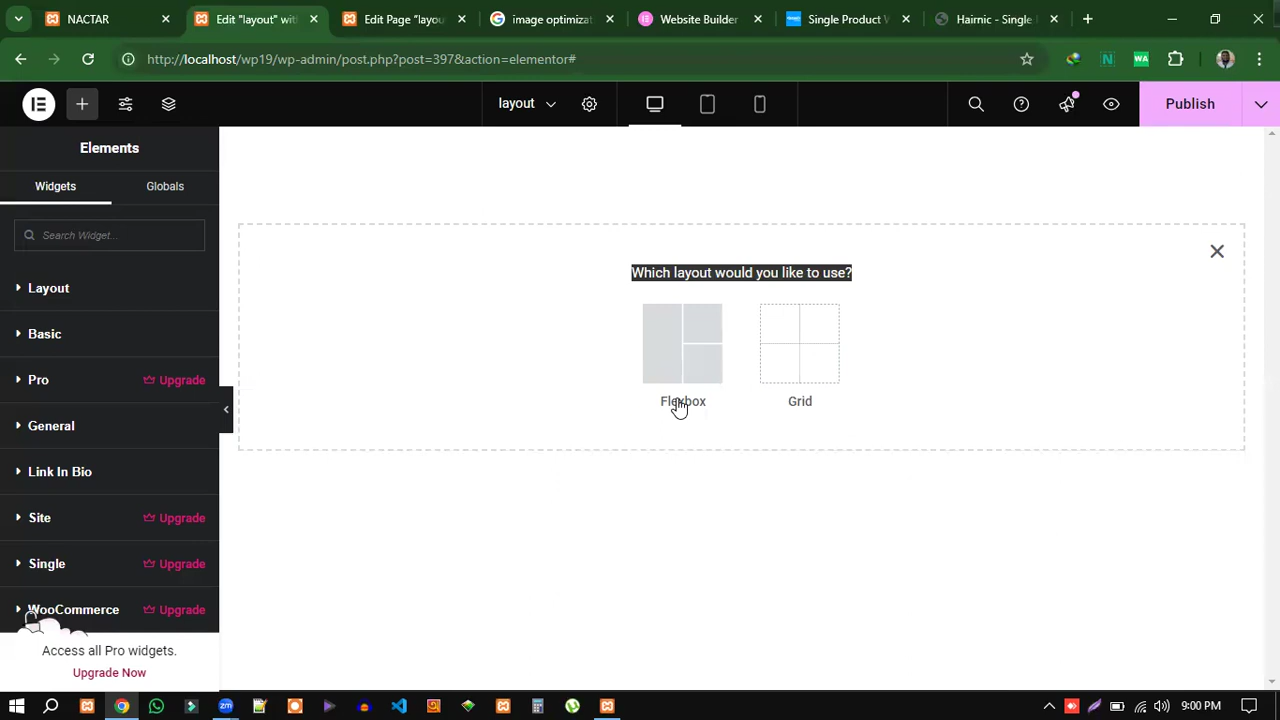 NACTAR
Edit "layout" wit
Edit Page "layou
image optimizat
Website Builder
Single Product W
Hairnic - Single
http://localhost/wp19/wp-admin/post.php?post=397&action=elementor#
layout
Publish
Elements
Widgets
Globals
Search Widget...
Layout
Basic
Pro
Upgrade
General
Link In Bio
Site
Upgrade
Single
Upgrade
WooCommerce
Upgrade
Access all Pro widgets.
Upgrade Now
Which layout would you like to use?
Flexbox
Grid
9:00 PM